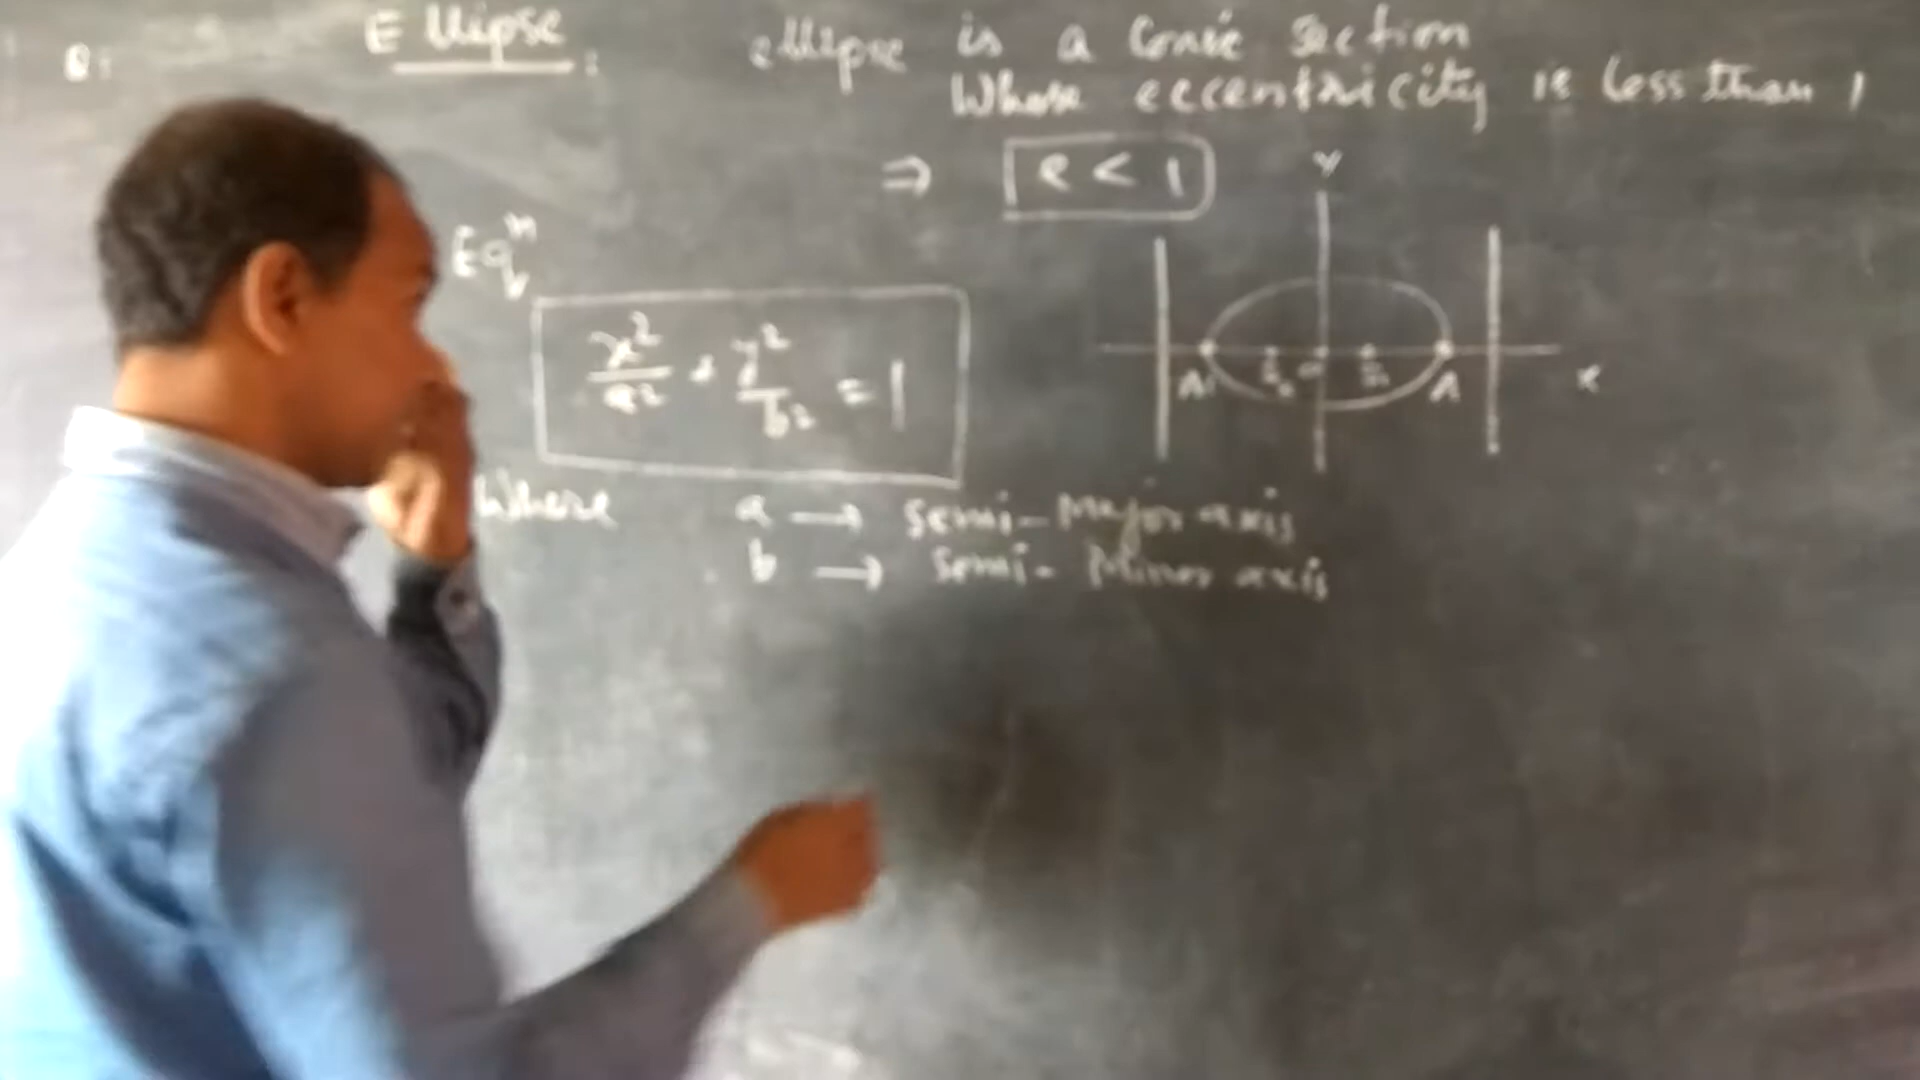 Q:
Ellipse:
ellipse is a Conic section
Whose eccentricity is less than 1
⇒ e < 1
Eqⁿ
x²/a² + y²/b² = 1
Y
A' A
X
Where a → semi-Major axis
b → semi-Minor axis